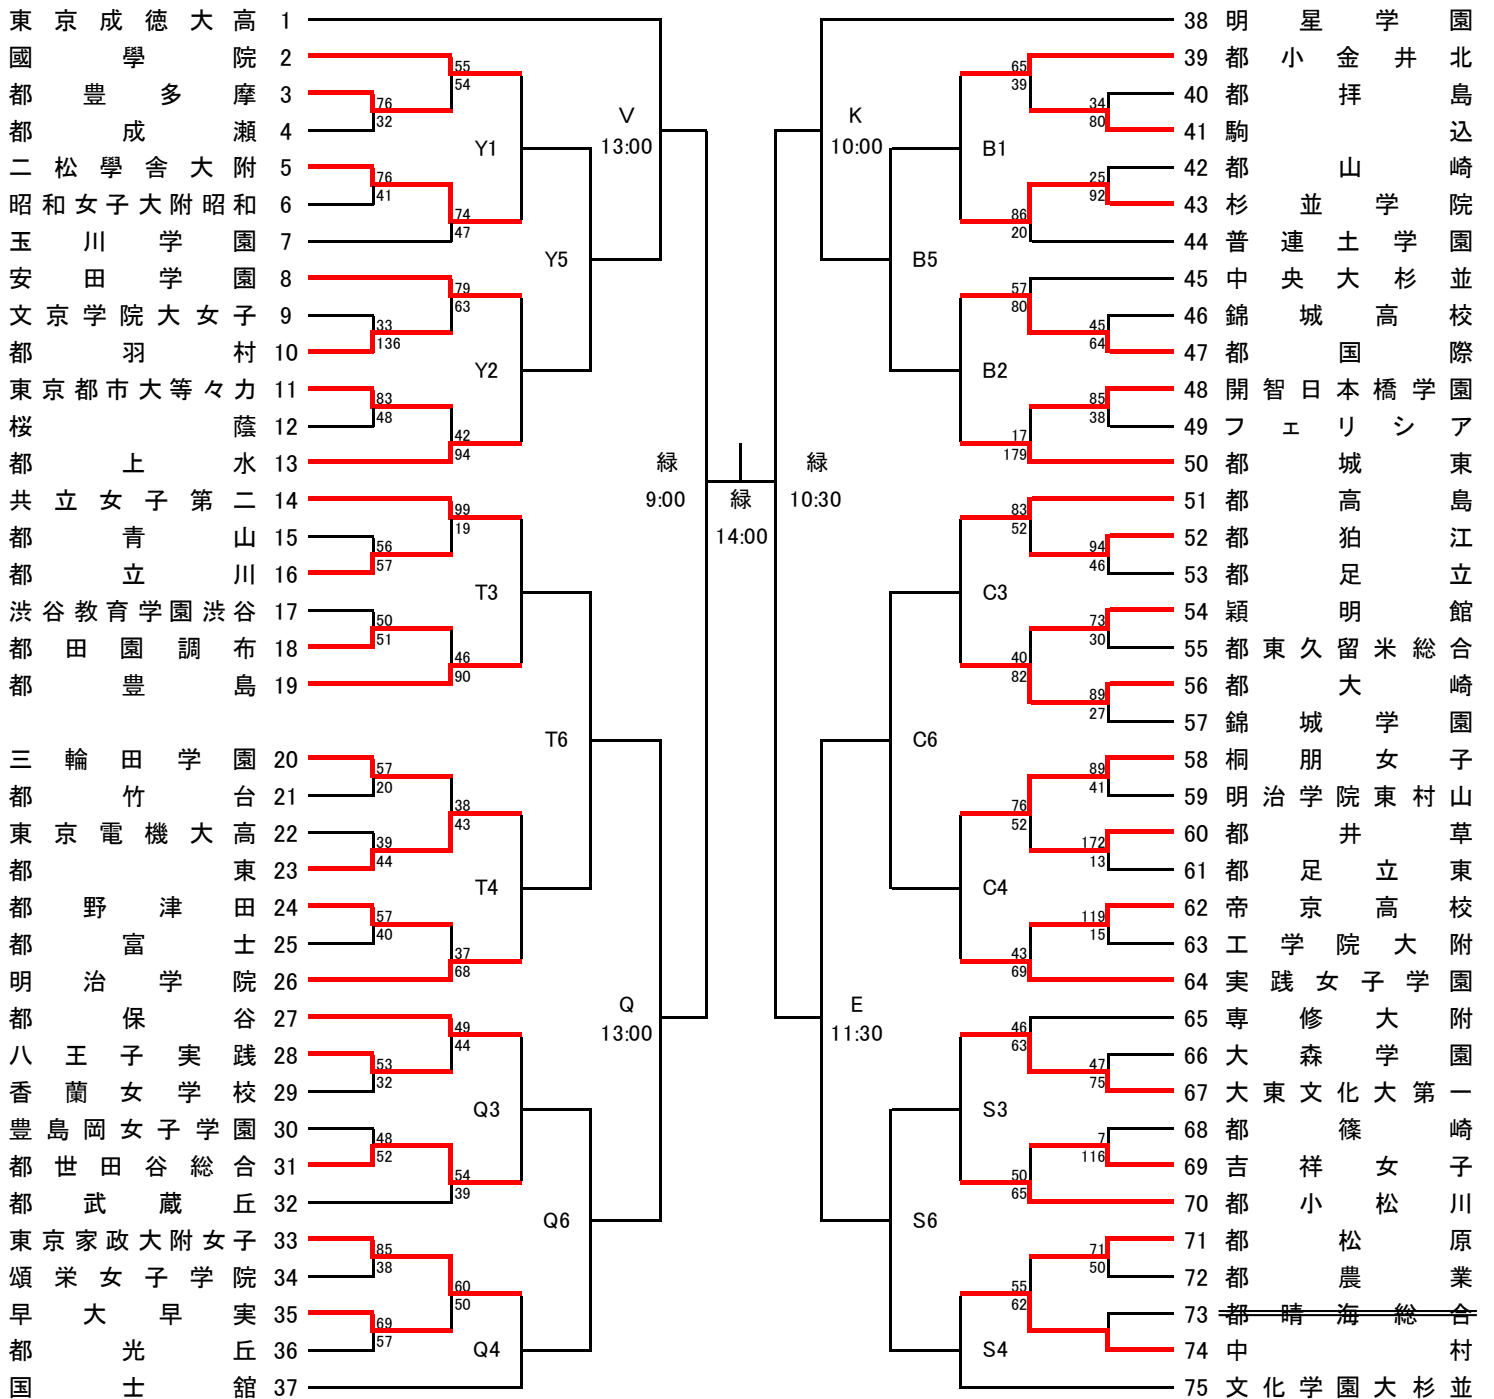 東京成徳大高 1
國學院 2
55
54
都豊多摩 3
76
32
都成瀬 4
Y1
V
13:00
二松學舎大附 5
76
41
昭和女子大附昭和 6
74
47
玉川学園 7
Y5
安田学園 8
79
63
文京学院大女子 9
33
136
都羽村 10
Y2
東京都市大等々力 11
83
48
桜蔭 12
42
94
都上水 13
緑
9:00
共立女子第二 14
99
19
都青山 15
56
57
都立川 16
T3
渋谷教育学園渋谷 17
50
51
都田園調布 18
46
90
都豊島 19
T6
三輪田学園 20
57
20
都竹台 21
38
43
東京電機大高 22
39
44
都東 23
T4
都野津田 24
57
40
都富士 25
37
68
明治学院 26
Q
13:00
都保谷 27
49
44
八王子実践 28
53
32
香蘭女学校 29
Q3
豊島岡女子学園 30
48
52
都世田谷総合 31
54
39
都武蔵丘 32
Q6
東京家政大附女子 33
85
38
頌栄女子学院 34
60
50
早大早実 35
69
57
都光丘 36
Q4
国士舘 37
緑
14:00
38 明星学園
39 都小金井北
65
39
40 都拝島
34
80
41 駒込
K
10:00
B1
42 都山崎
25
92
43 杉並学院
86
20
44 普連土学園
B5
45 中央大杉並
57
80
46 錦城高校
45
64
47 都国際
B2
48 開智日本橋学園
85
38
49 フェリシア
17
179
50 都城東
緑
10:30
51 都高島
83
52
52 都狛江
94
46
53 都足立
C3
54 穎明館
73
30
55 都東久留米総合
40
82
56 都大崎
89
27
57 錦城学園
C6
58 桐朋女子
89
41
59 明治学院東村山
76
52
60 都井草
172
13
61 都足立東
C4
62 帝京高校
119
15
63 工学院大附
43
69
64 実践女子学園
E
11:30
65 専修大附
46
63
66 大森学園
47
75
67 大東文化大第一
S3
68 都篠崎
7
116
69 吉祥女子
50
65
70 都小松川
S6
71 都松原
71
50
72 都農業
55
62
73 都晴海総合
74 中村
S4
75 文化学園大杉並